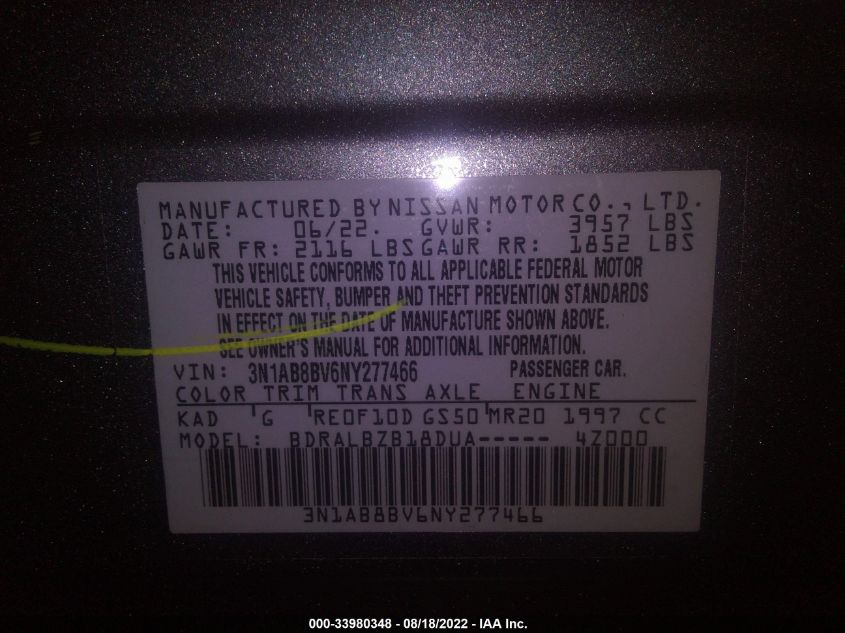 MANUFACTURED BY NISSAN MOTOR CO., LTD.
DATE: 06/22. GVWR: 3957 LBS
GAWR FR: 2116 LBS GAWR RR: 1852 LBS
THIS VEHICLE CONFORMS TO ALL APPLICABLE FEDERAL MOTOR
VEHICLE SAFETY, BUMPER AND THEFT PREVENTION STANDARDS
IN EFFECT ON THE DATE OF MANUFACTURE SHOWN ABOVE.
SEE OWNER'S MANUAL FOR ADDITIONAL INFORMATION.
VIN: 3N1AB8BV6NY277466 PASSENGER CAR.
COLOR TRIM TRANS AXLE ENGINE
KAD G RE0F10D GS50 MR20 1997 CC
MODEL: BDRALBZB18DUA----- 4Z000
3N1AB8BV6NY277466
000-33980348 - 08/18/2022 - IAA Inc.